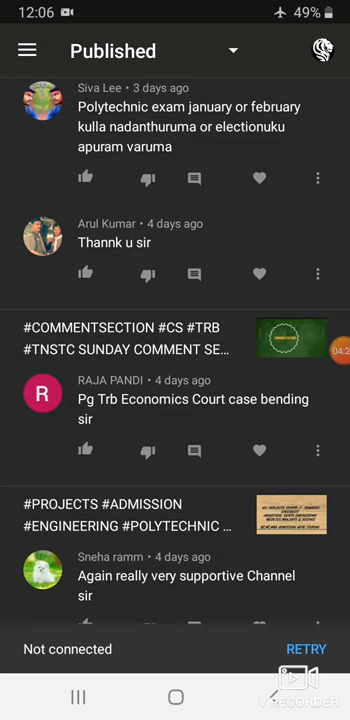 12:06
49%
Published
Siva Lee • 3 days ago
Polytechnic exam january or february
kulla nadanthuruma or electionuku
apuram varuma
Arul Kumar • 4 days ago
Thannk u sir
#COMMENTSECTION #CS #TRB
#TNSTC SUNDAY COMMENT SE...
04:2
R
RAJA PANDI • 4 days ago
Pg Trb Economics Court case bending
sir
#PROJECTS #ADMISSION
#ENGINEERING #POLYTECHNIC ...
Sneha ramm • 4 days ago
Again really very supportive Channel
sir
Not connected
RETRY
V RECORDER